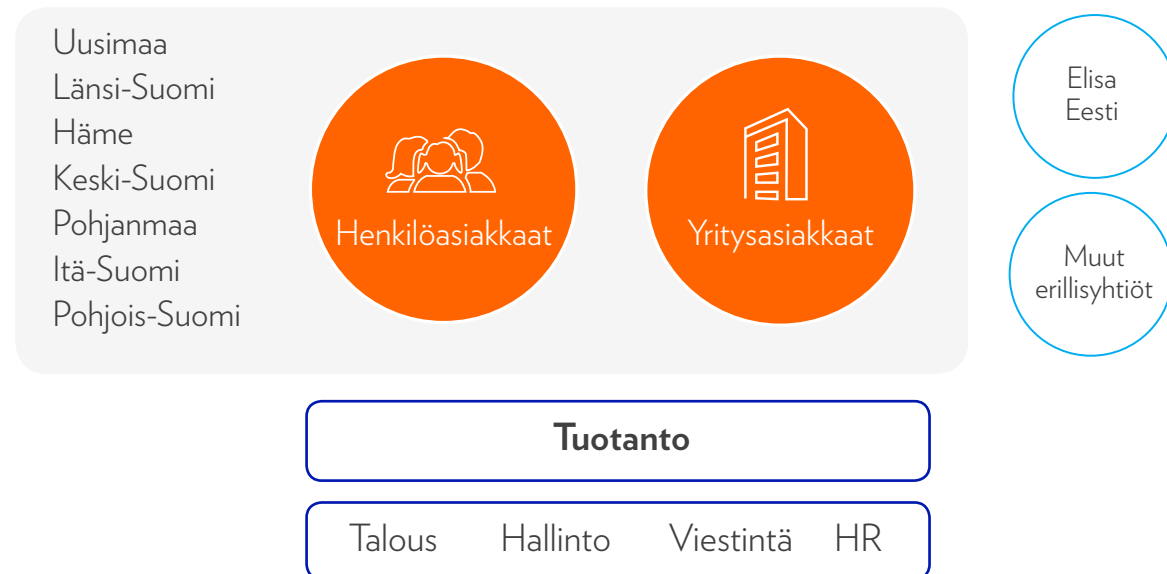 Uusimaa
Länsi-Suomi
Häme
Keski-Suomi
Pohjanmaa
Itä-Suomi
Pohjois-Suomi
Henkilöasiakkaat
Yritysasiakkaat
Elisa
Eesti
Muut
erillisyhtiöt
Tuotanto
Talous Hallinto Viestintä HR